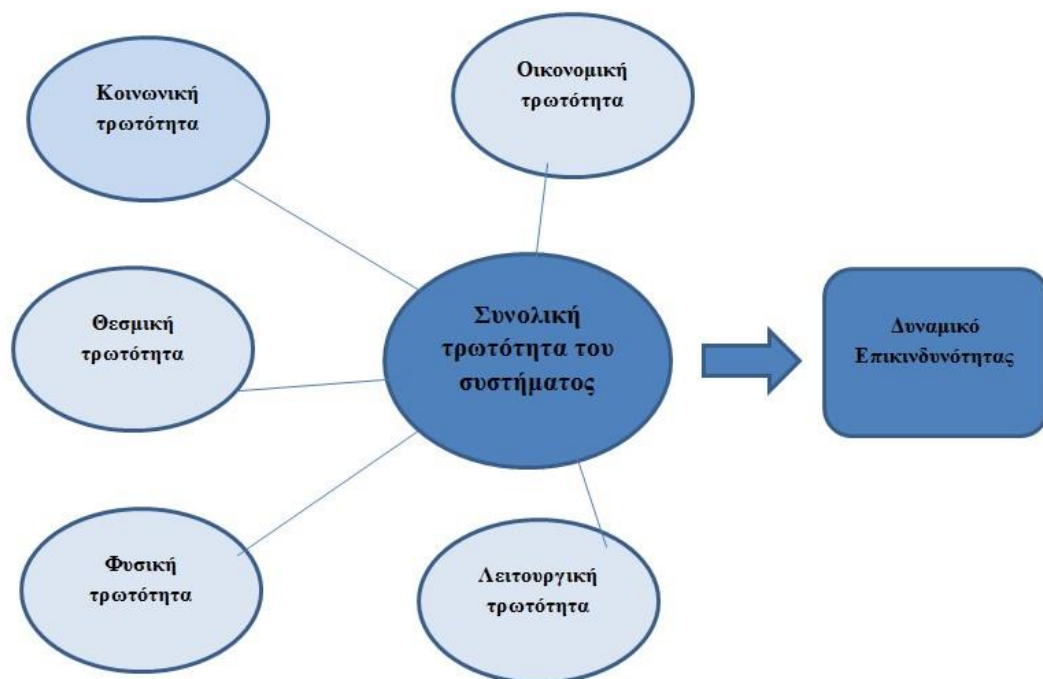 Κοινωνική
τρωτότητα
Οικονομική
τρωτότητα
Θεσμική
τρωτότητα
Συνολική
τρωτότητα του
συστήματος
Δυναμικό
Επικινδυνότητας
Φυσική
τρωτότητα
Λειτουργική
τρωτότητα